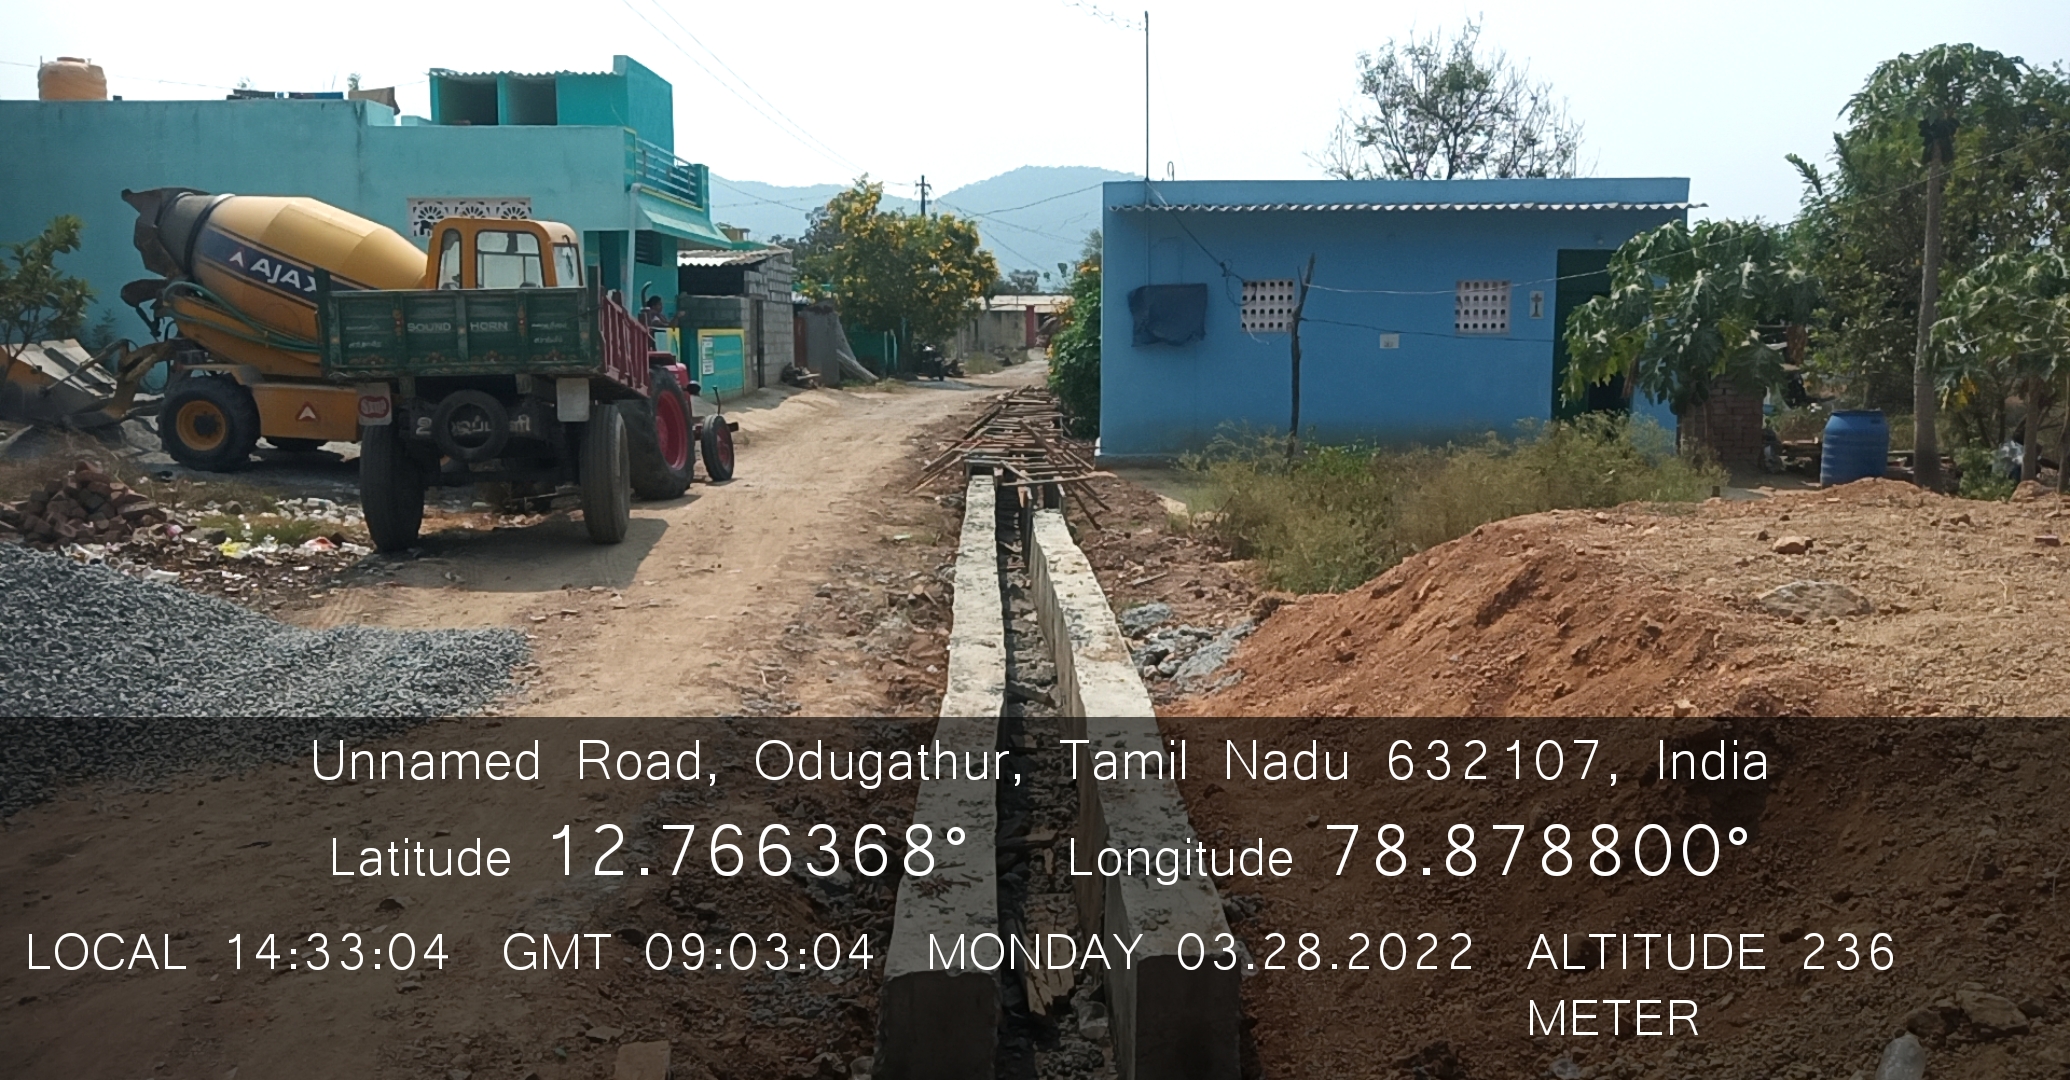 AJAX
SOUND HORN
Unnamed Road, Odugathur, Tamil Nadu 632107, India
Latitude 12.766368° Longitude 78.878800°
LOCAL 14:33:04 GMT 09:03:04 MONDAY 03.28.2022 ALTITUDE 236
METER